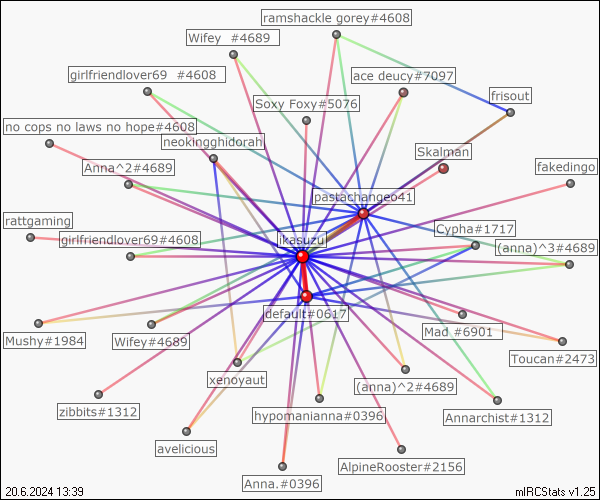 ramshackle gorey#4608
Wifey  #4689
girlfriendlover69  #4608
ace deucy#7097
frisout
Soxy Foxy#5076
no cops no laws no hope#4608
neokingghidorah
Skalman
Anna^2#4689
fakedingo
pastachangeo41
rattgaming
girlfriendlover69#4608
ikasuzu
Cypha#1717
(anna)^3#4689
default#0617
Mad #6901
Mushy#1984
Wifey#4689
Toucan#2473
xenoyaut
(anna)^2#4689
zibbits#1312
hypomanianna#0396
Annarchist#1312
avelicious
AlpineRooster#2156
Anna.#0396
20.6.2024 13:39
mIRCStats v1.25